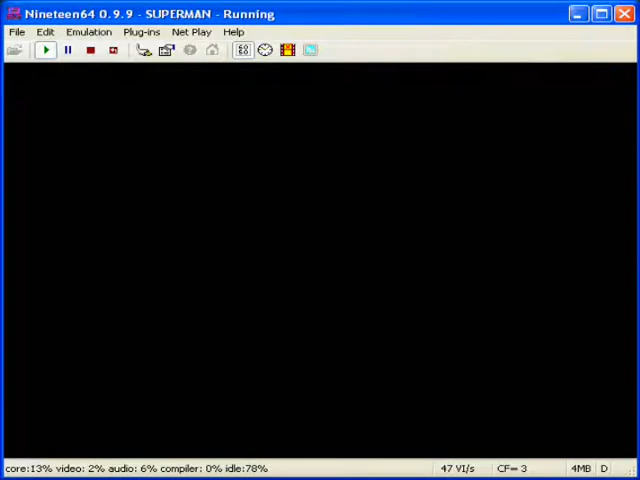 Nineteen64 0.9.9 - SUPERMAN - Running
File Edit Emulation Plug-ins Net Play Help
core:13% video: 2% audio: 6% compiler: 0% idle:78% 47 VI/s CF= 3 4MB D